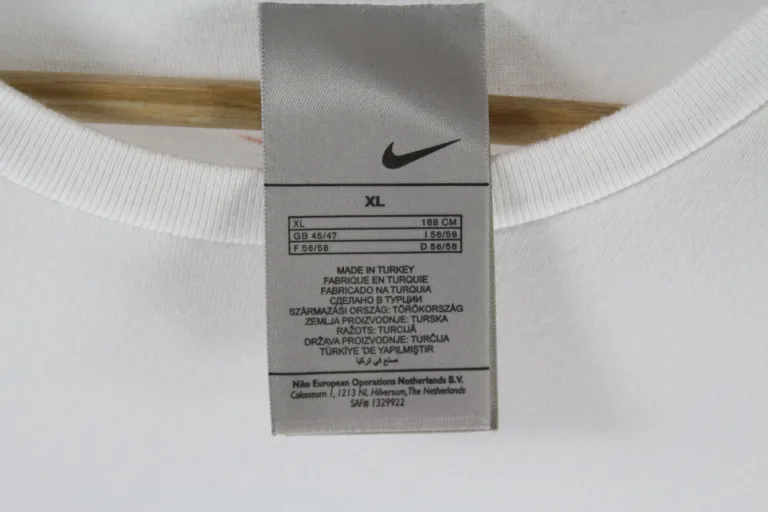 XL
XL 188 CM
GB 45/47 I 56/58
F 56/58 D 56/58
MADE IN TURKEY
FABRIQUE EN TURQUIE
FABRICADO NA TURQUIA
СДЕЛАНО В ТУРЦИИ
SZÁRMAZÁSI ORSZÁG: TÖRÖKORSZÁG
ZEMLJA PROIZVODNJE: TURSKA
RAŽOTS: TURCIJĀ
DRŽAVA PROIZVODNJE: TURČIJA
TÜRKİYE 'DE YAPILMIŞTIR
صنع في تركيا
Nike European Operations Netherlands B.V.
Colosseum 1, 1213 NL Hilversum, The Netherlands
SAF# 1329922